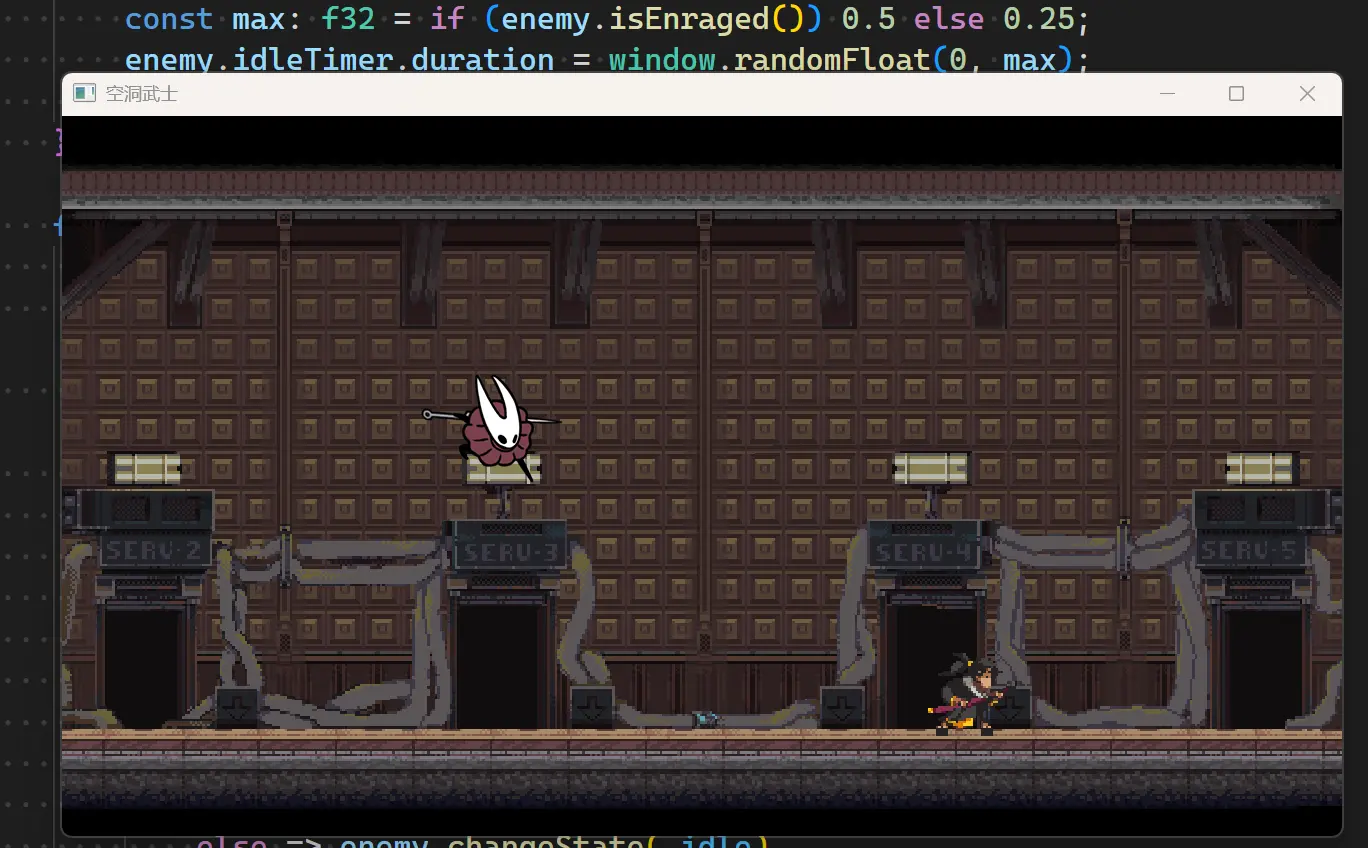 const max: f32 = if (enemy.isEnraged()) 0.5 else 0.25;
enemy.idleTimer.duration = window.randomFloat(0, max);
空洞武士
SERV-2
SERV-3
SERV-4
SERV-5
else => enemy.changeState(.idle)